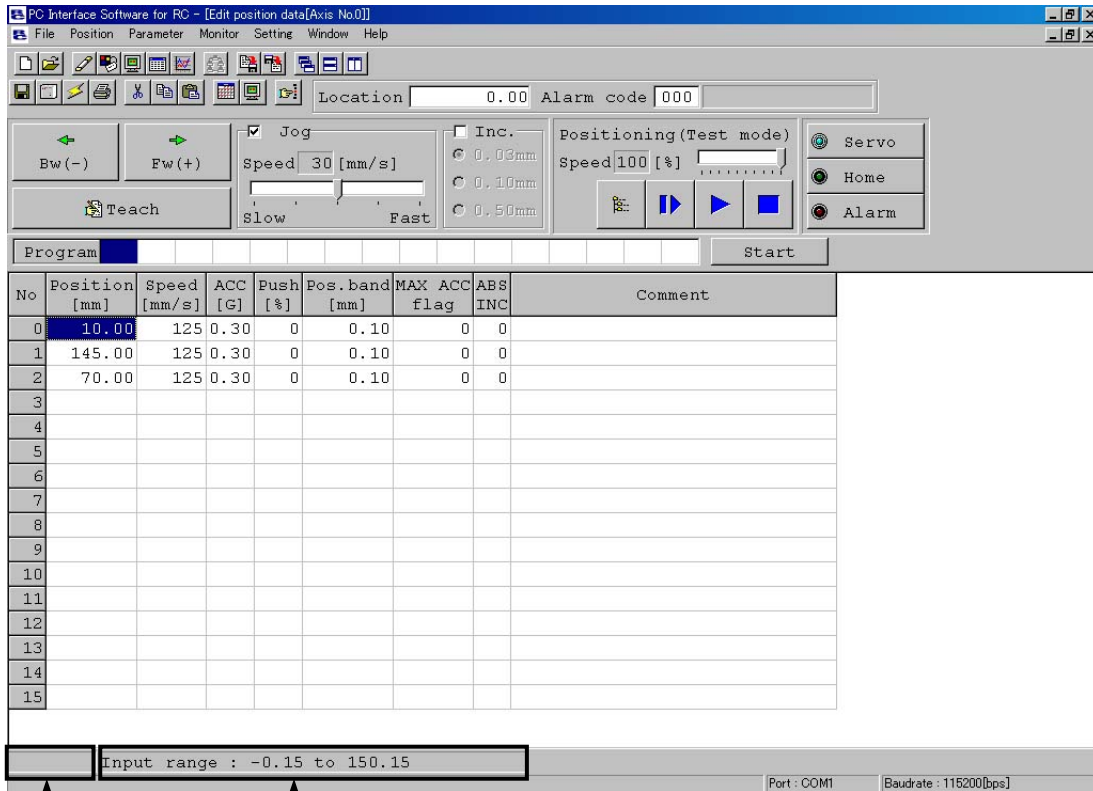 PC Interface Software for RC - [Edit position data[Axis No.0]]
File Position Parameter Monitor Setting Window Help
Location 0.00 Alarm code 000
Bw(-) Fw(+)
Teach
Jog
Speed 30 [mm/s]
Slow Fast
Inc.
0.03mm
0.10mm
0.50mm
Positioning(Test mode)
Speed 100 [%]
Servo
Home
Alarm
Program Start
No Position [mm] Speed [mm/s] ACC [G] Push [%] Pos.band [mm] MAX ACC flag ABS INC Comment
0 10.00 125 0.30 0 0.10 0 0
1 145.00 125 0.30 0 0.10 0 0
2 70.00 125 0.30 0 0.10 0 0
3
4
5
6
7
8
9
10
11
12
13
14
15
Input range : -0.15 to 150.15
Port : COM1 Baudrate : 115200[bps]